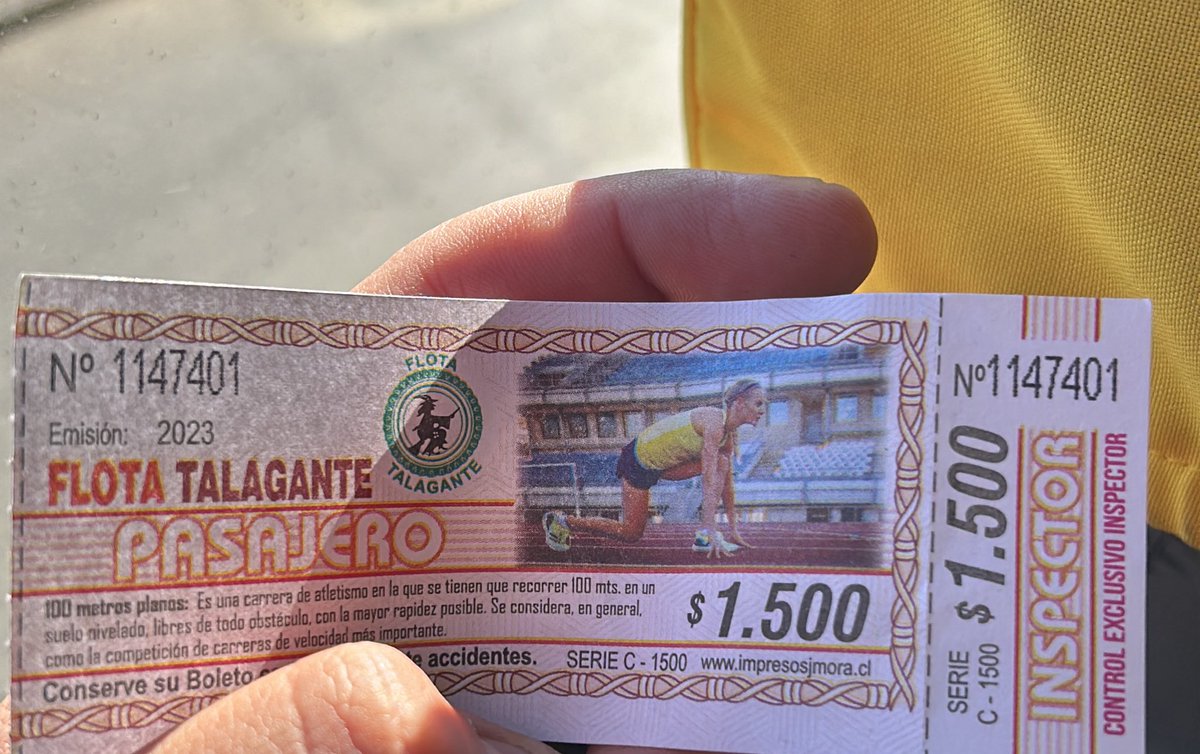 Nº 1147401
Emisión: 2023
FLOTA
TALAGANTE
FLOTA TALAGANTE
PASAJERO
100 metros planos: Es una carrera de atletismo en la que se tienen que recorrer 100 mts. en un
suelo nivelado, libres de todo obstáculo, con la mayor rapidez posible. Se considera, en general,
como la competición de carreras de velocidad más importante.
$ 1.500
Conserve su Boleto
accidentes. SERIE C - 1500 www.impresosjmora.cl
Nº1147401
SERIE
C - 1500
$ 1.500
INSPECTOR
CONTROL EXCLUSIVO INSPECTOR